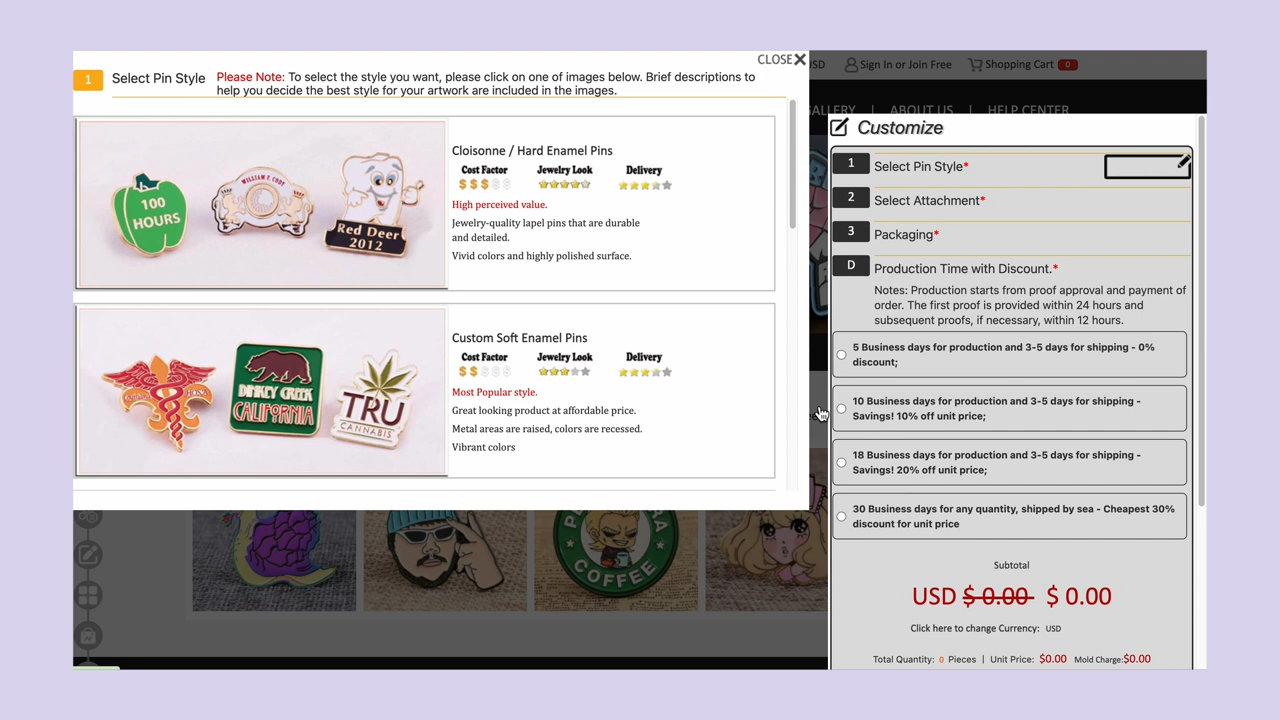 CLOSE
1 Select Pin Style Please Note: To select the style you want, please click on one of images below. Brief descriptions to
help you decide the best style for your artwork are included in the images.
100
HOURS
WILLIAM F. CODY
Red Deer
2012
Cloisonne / Hard Enamel Pins
Cost Factor Jewelry Look Delivery
High perceived value.
Jewelry-quality lapel pins that are durable
and detailed.
Vivid colors and highly polished surface.
DINKEY CREEK
CALIFORNIA
TRU
CANNABIS
Custom Soft Enamel Pins
Cost Factor Jewelry Look Delivery
Most Popular style.
Great looking product at affordable price.
Metal areas are raised, colors are recessed.
Vibrant colors
COFFEE
SD Sign In or Join Free Shopping Cart 0
ALLERY | ABOUT US | HELP CENTER
Customize
1 Select Pin Style*
2 Select Attachment*
3 Packaging*
D Production Time with Discount.*
Notes: Production starts from proof approval and payment of
order. The first proof is provided within 24 hours and
subsequent proofs, if necessary, within 12 hours.
5 Business days for production and 3-5 days for shipping - 0%
discount;
10 Business days for production and 3-5 days for shipping -
Savings! 10% off unit price;
18 Business days for production and 3-5 days for shipping -
Savings! 20% off unit price;
30 Business days for any quantity, shipped by sea - Cheapest 30%
discount for unit price
Subtotal
USD $ 0.00 $ 0.00
Click here to change Currency: USD
Total Quantity: 0 Pieces | Unit Price: $0.00 Mold Charge:$0.00